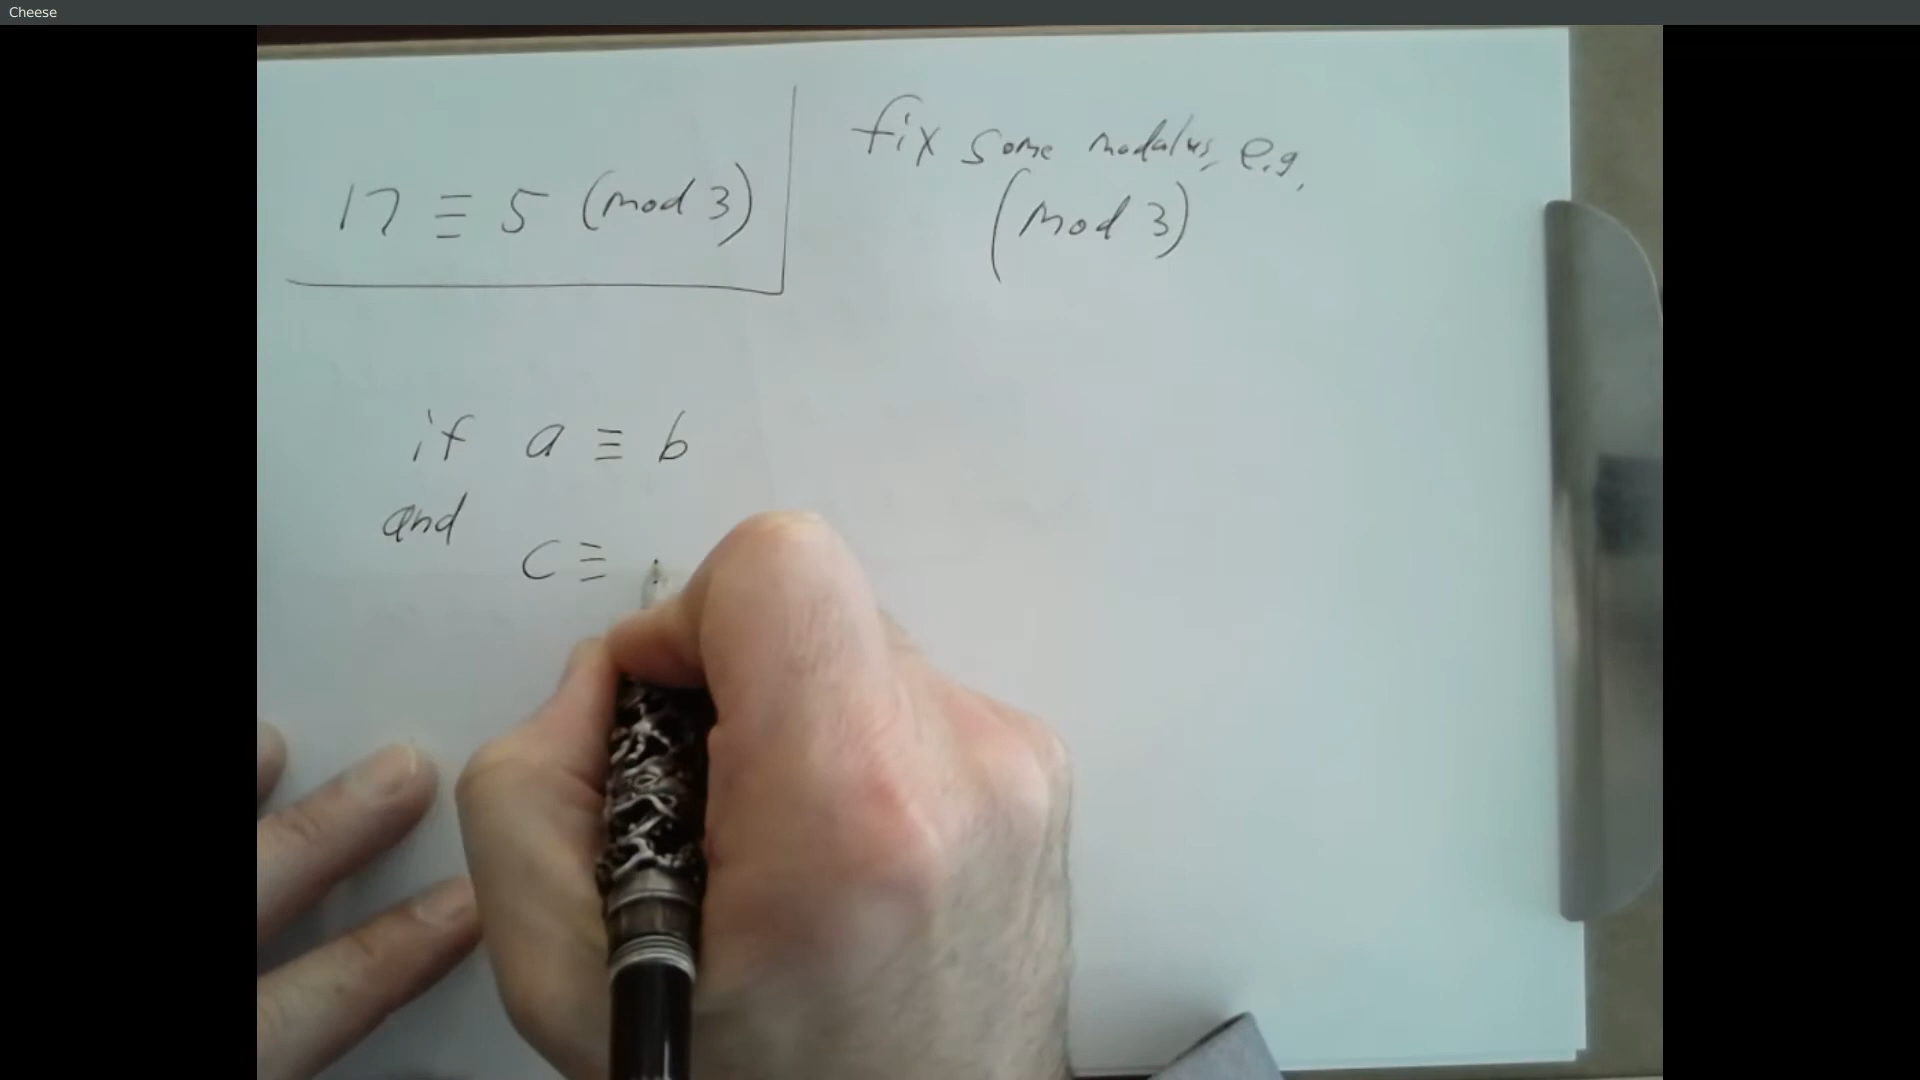 Cheese
17 ≡ 5 (mod 3)
fix some modulus, e.g.
(mod 3)
if a ≡ b
and
c ≡